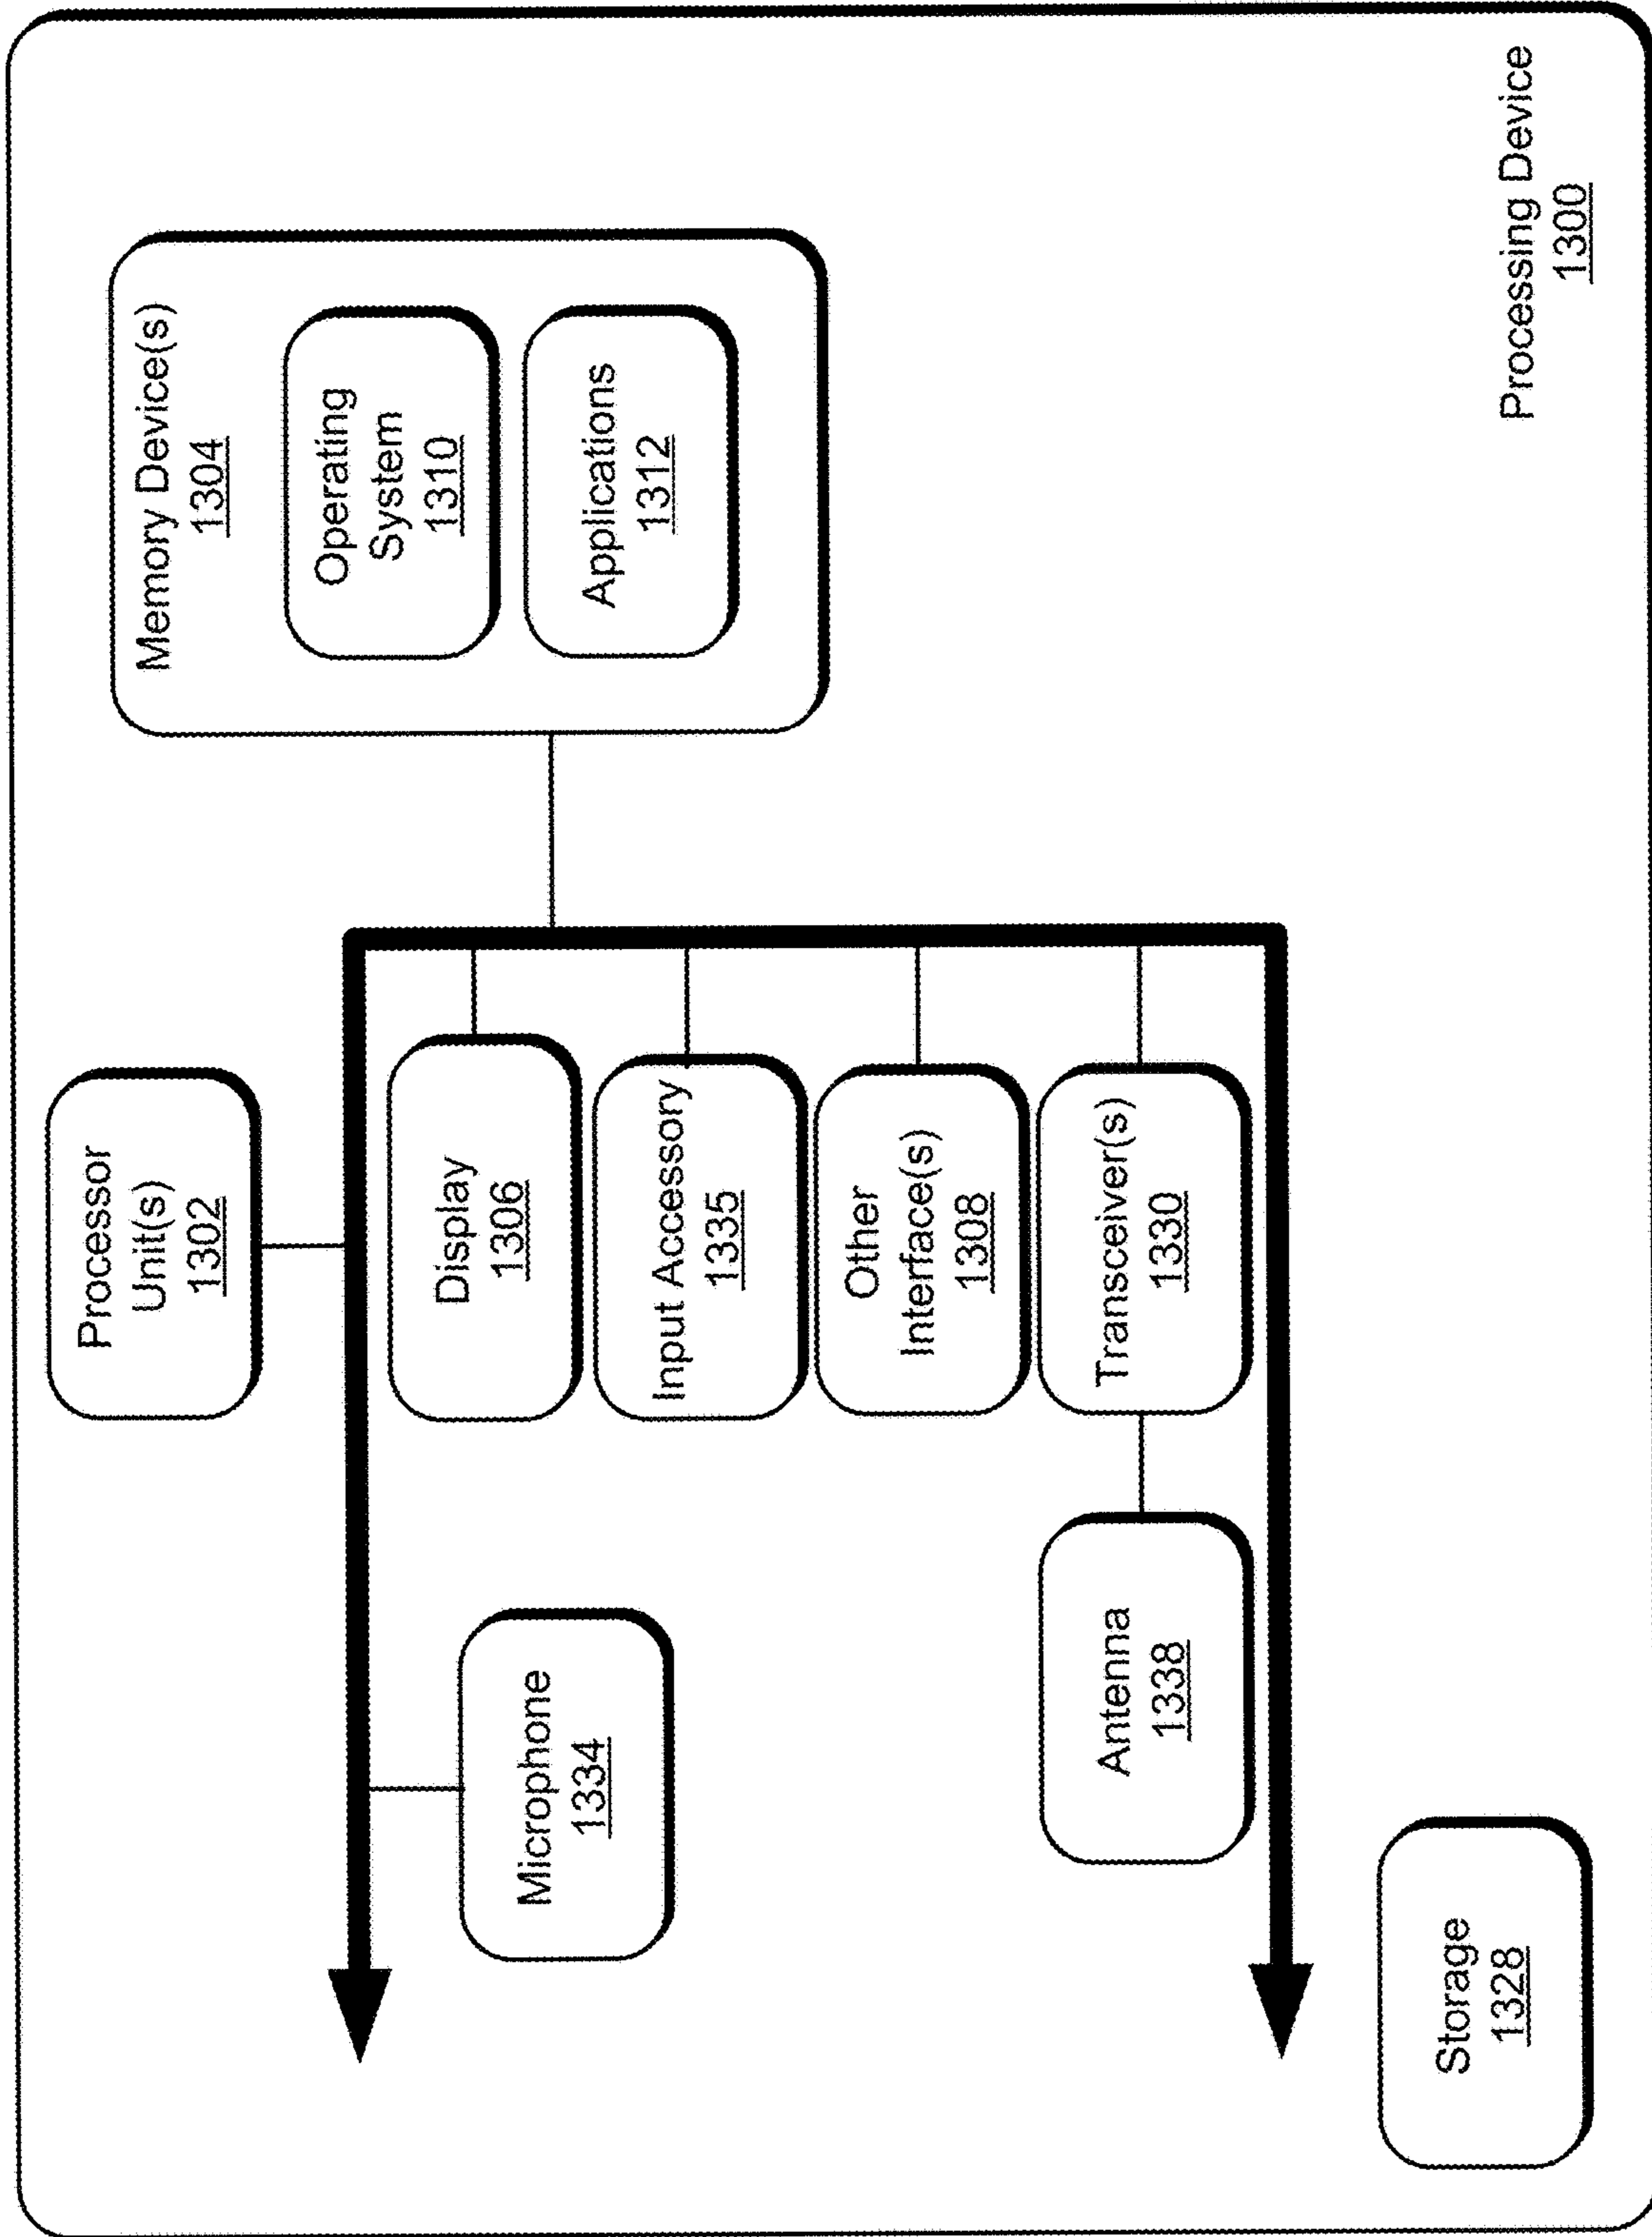 Processor
Unit(s)
1302
Memory Device(s)
1304
Operating
System
1310
Applications
1312
Display
1306
Input Accessory
1335
Other
Interface(s)
1308
Transceiver(s)
1330
Microphone
1334
Antenna
1338
Storage
1328
Processing Device
1300